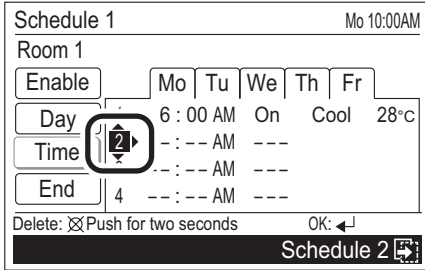 Schedule 1 Mo 10:00AM
Room 1
Enable Mo Tu We Th Fr
Day 6 : 00 AM On Cool 28°C
Time 2 – : – – AM – – –
– – : – – AM – – –
End 4 – – : – – AM – – –
Delete: Push for two seconds OK:
Schedule 2